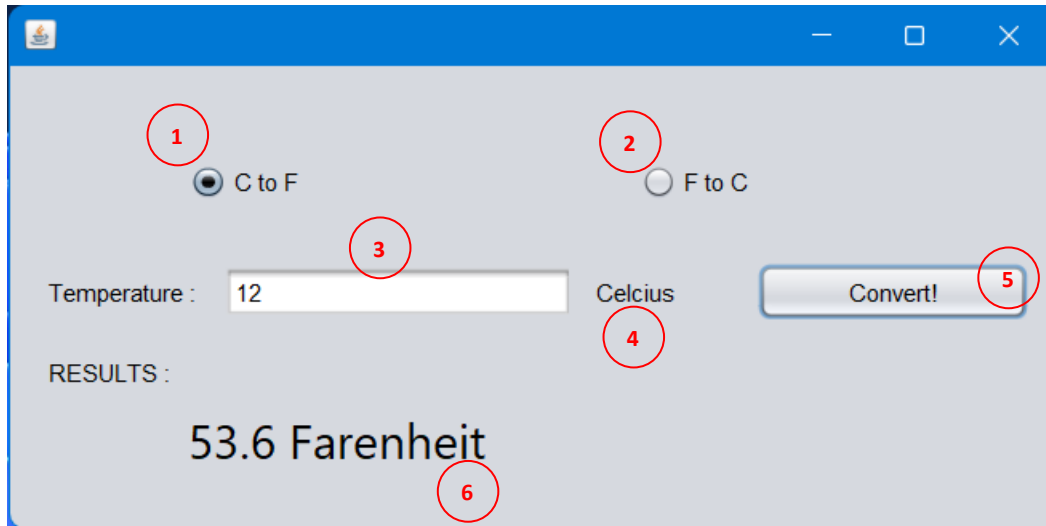 1
2
C to F
F to C
3
Temperature : 12 Celcius Convert! 5
4
RESULTS :
53.6 Farenheit
6